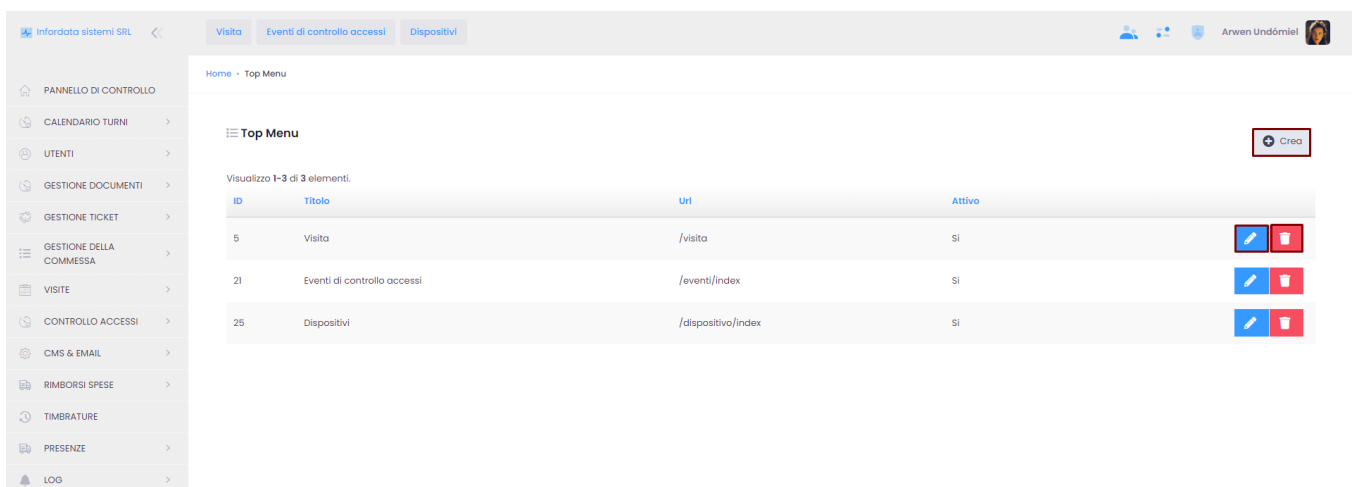 Infordata sistemi SRL
Visita Eventi di controllo accessi Dispositivi
Arwen Undómiel
Home • Top Menu
PANNELLO DI CONTROLLO
CALENDARIO TURNI
UTENTI
GESTIONE DOCUMENTI
GESTIONE TICKET
GESTIONE DELLA
COMMESSA
VISITE
CONTROLLO ACCESSI
CMS & EMAIL
RIMBORSI SPESE
TIMBRATURE
PRESENZE
LOG
Top Menu
Crea
Visualizzo 1-3 di 3 elementi.
ID Titolo Url Attivo
5 Visita /visita Si
21 Eventi di controllo accessi /eventi/index Si
25 Dispositivi /dispositivo/index Si